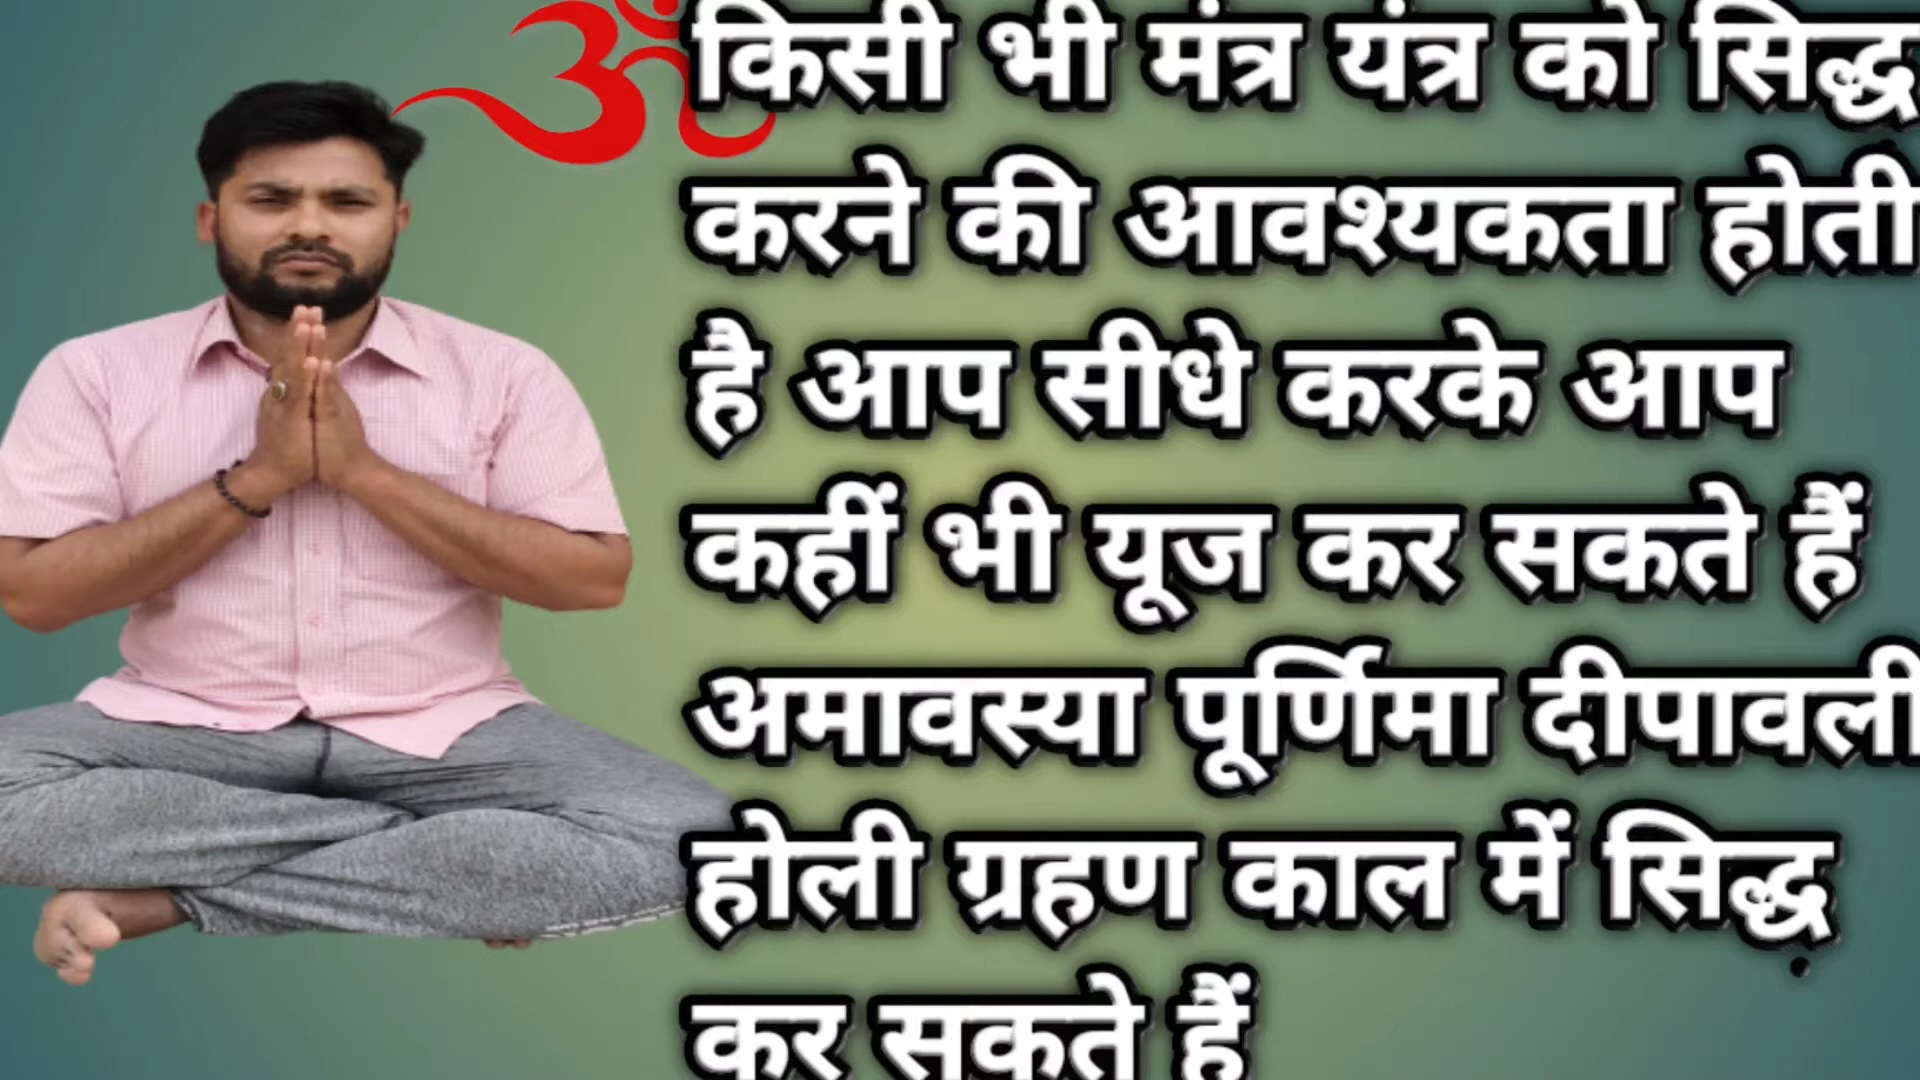 ॐ
किसी भी मंत्र यंत्र को सिद्ध
करने की आवश्यकता होती
है आप सीधे करके आप
कहीं भी यूज कर सकते हैं
अमावस्या पूर्णिमा दीपावली
होली ग्रहण काल में सिद्ध
कर सकते हैं